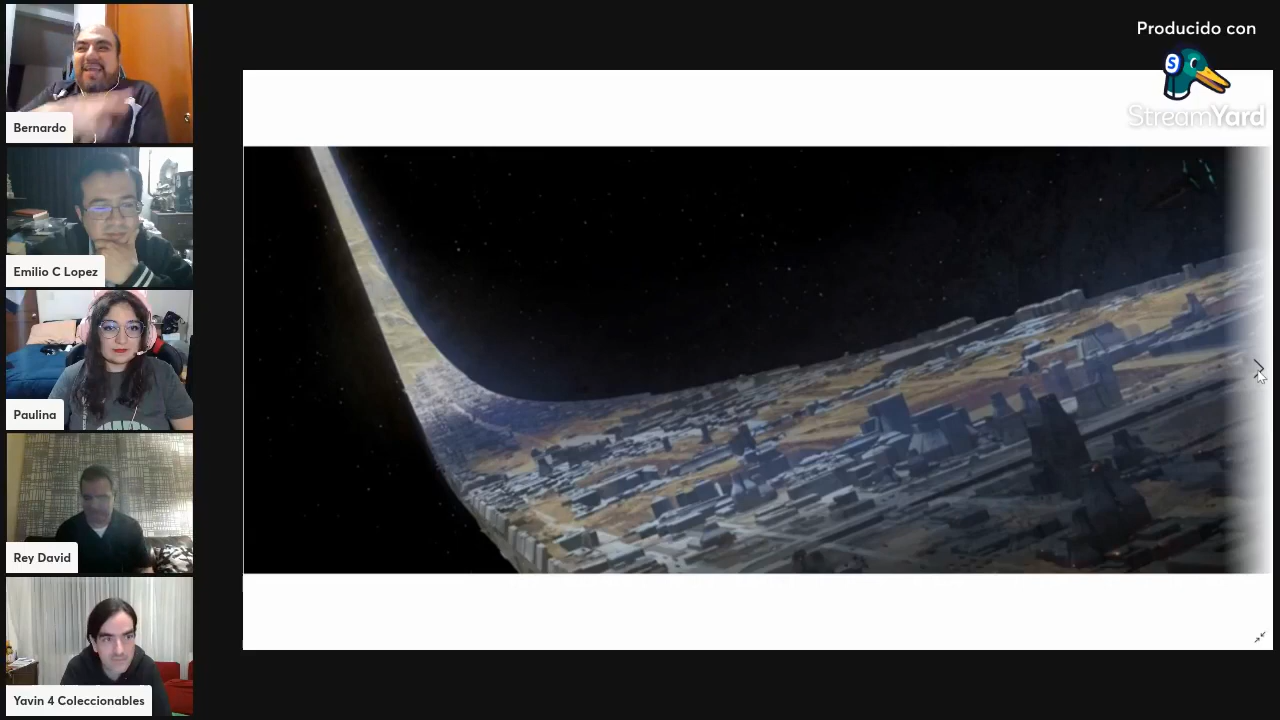 Producido con
StreamYard
Bernardo
Emilio C Lopez
Paulina
Rey David
Yavin 4 Coleccionables